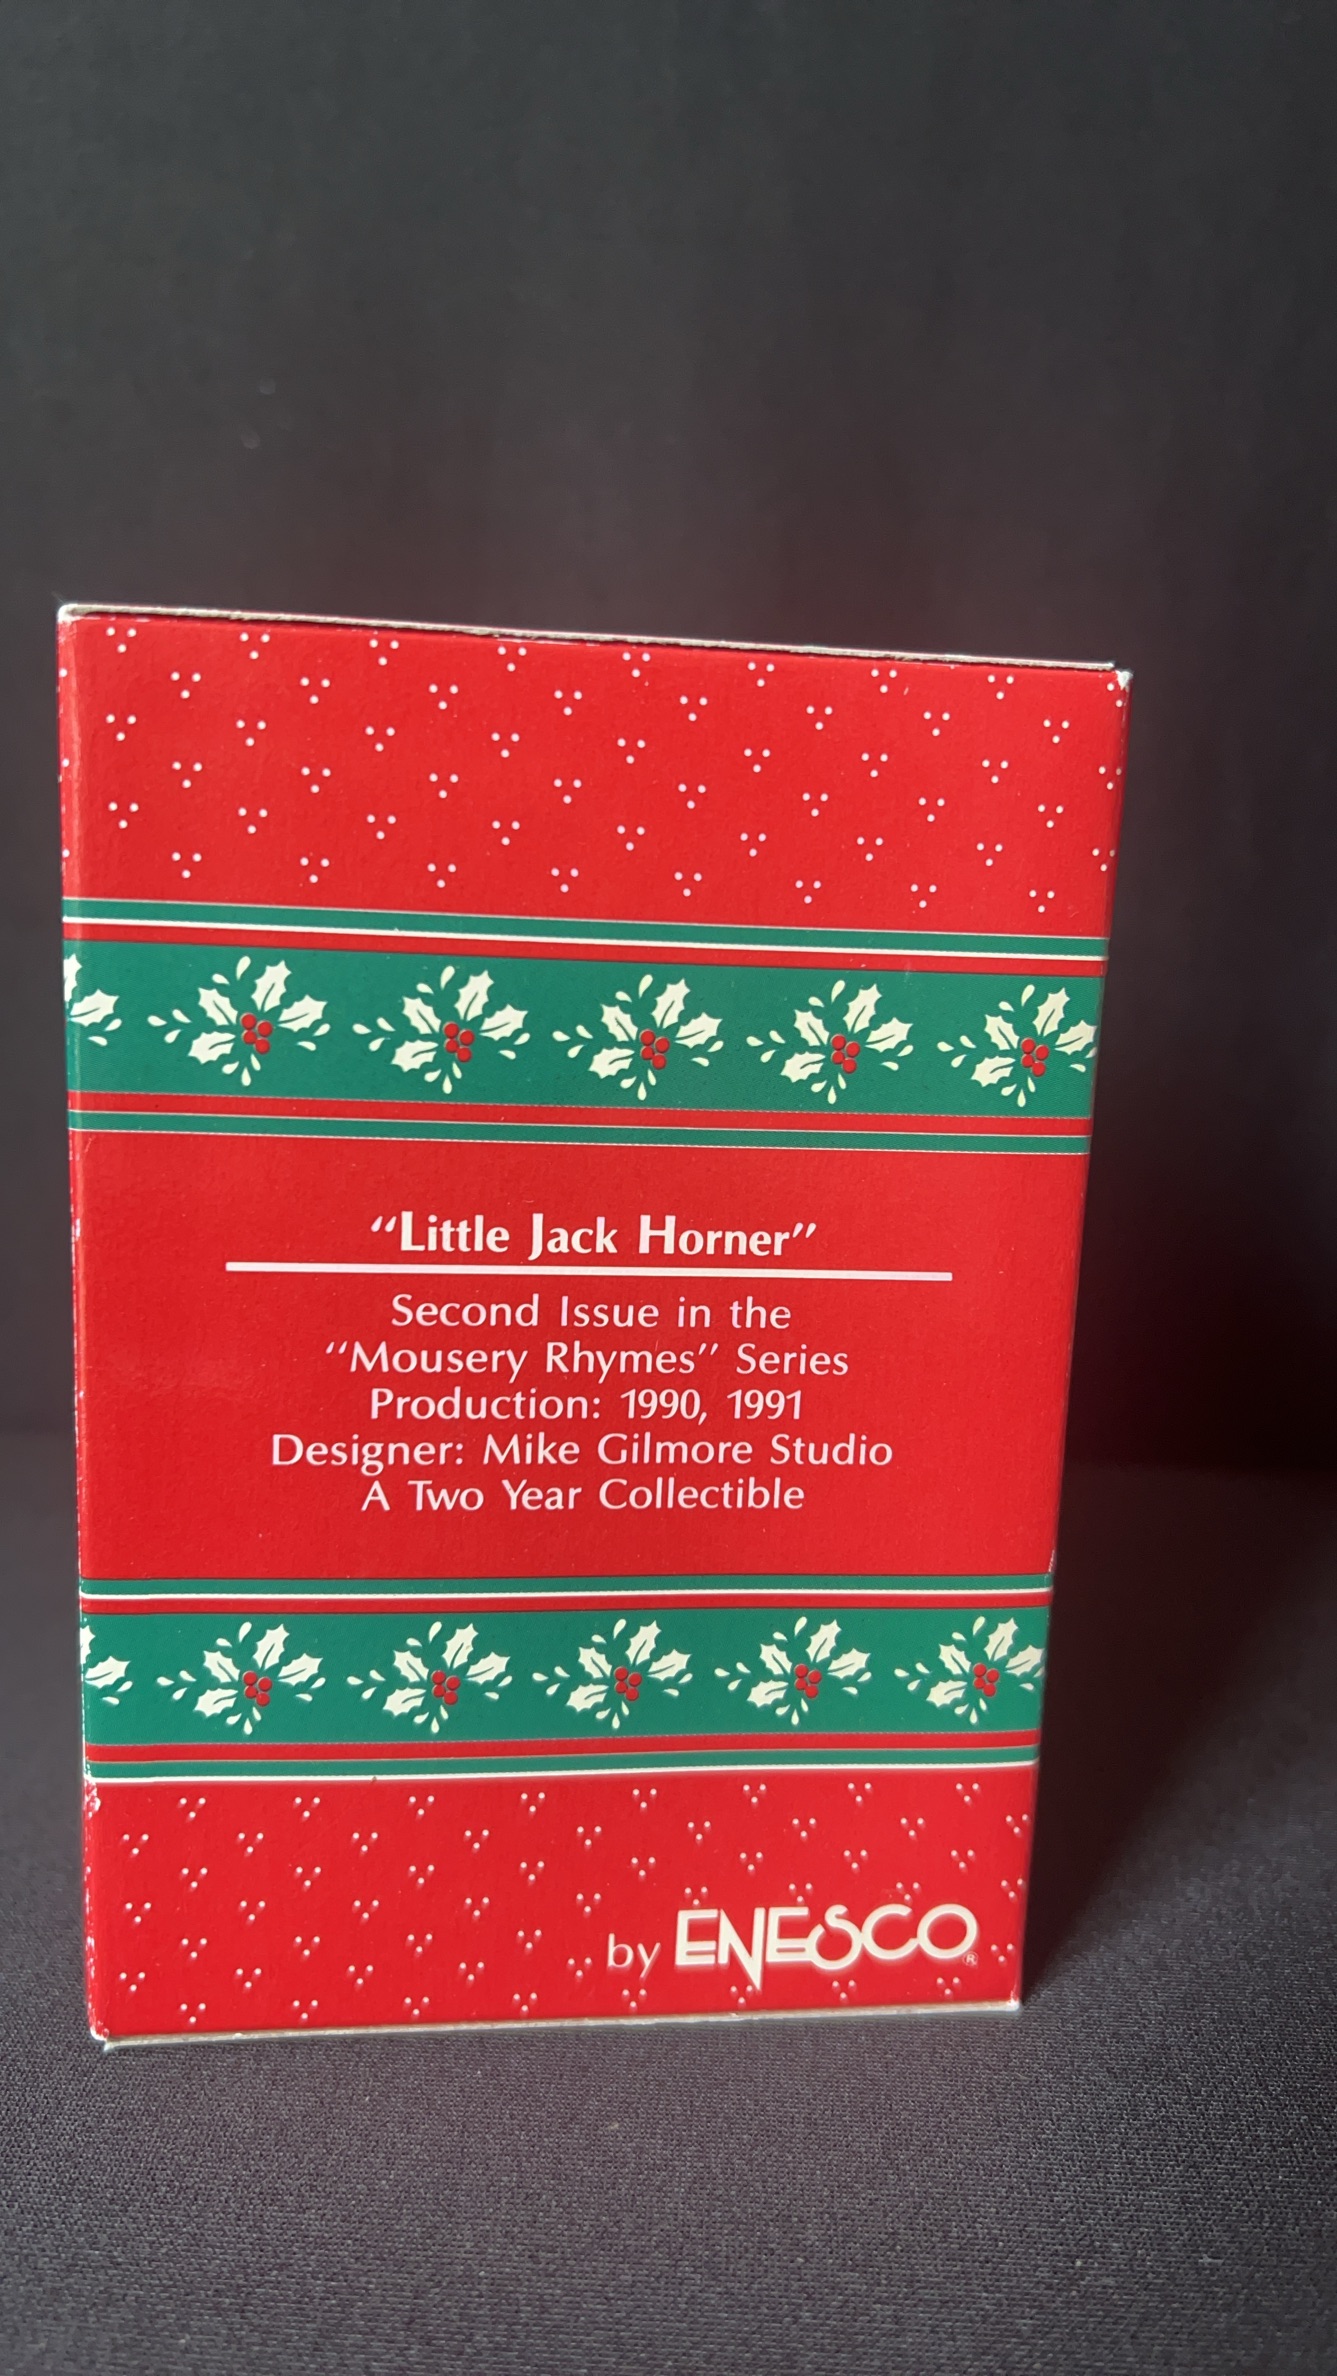 “Little Jack Horner”
Second Issue in the
“Mousery Rhymes” Series
Production: 1990, 1991
Designer: Mike Gilmore Studio
A Two Year Collectible
by ENESCO®